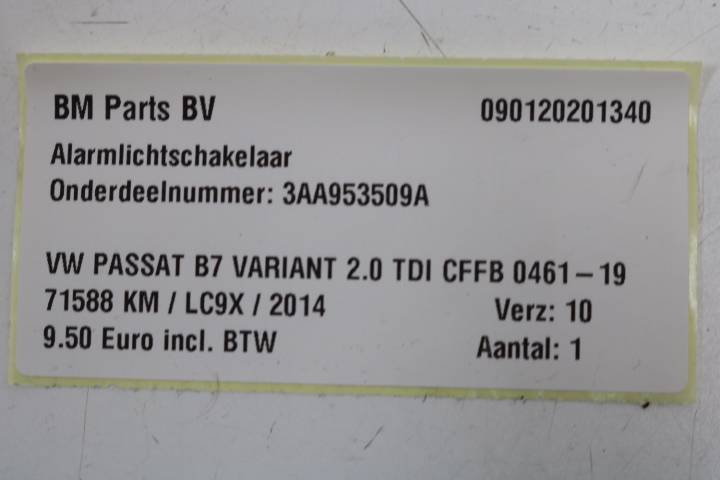 BM Parts BV 090120201340
Alarmlichtschakelaar
Onderdeelnummer: 3AA953509A
VW PASSAT B7 VARIANT 2.0 TDI CFFB 0461-19
71588 KM / LC9X / 2014 Verz: 10
9.50 Euro incl. BTW Aantal: 1